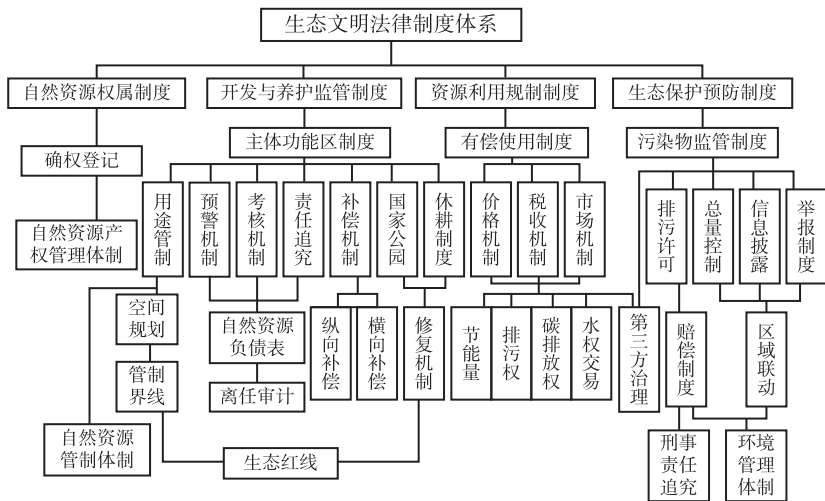 生态文明法律制度体系
自然资源权属制度
开发与养护监管制度
资源利用规制制度
生态保护预防制度
确权登记
主体功能区制度
有偿使用制度
污染物监管制度
自然资源产
权管理体制
用途管制
预警机制
考核机制
责任追究
补偿机制
国家公园
休耕制度
价格机制
税收机制
市场机制
排污许可
总量控制
信息披露
举报制度
空间
规划
自然资源
负债表
纵向补偿
横向补偿
修复机制
节能量
排污权
碳排放权
水权交易
第三方治理
赔偿制度
区域联动
管制
界线
离任审计
自然资源
管制体制
生态红线
刑事
责任
追究
环境
管理
体制